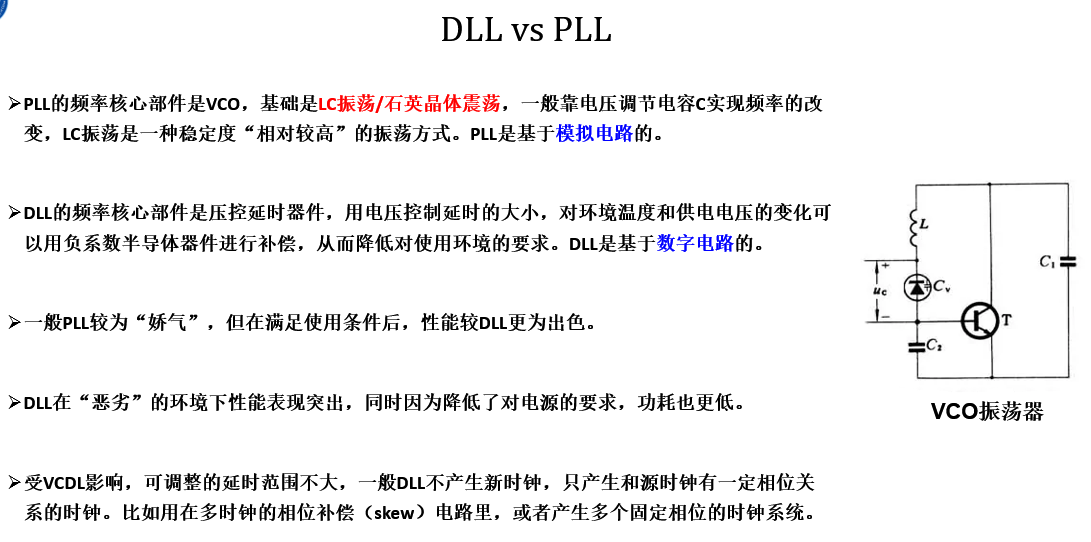 DLL vs PLL
➢PLL的频率核心部件是VCO，基础是LC振荡/石英晶体震荡，一般靠电压调节电容C实现频率的改
变，LC振荡是一种稳定度“相对较高”的振荡方式。PLL是基于模拟电路的。
➢DLL的频率核心部件是压控延时器件，用电压控制延时的大小，对环境温度和供电电压的变化可
以用负系数半导体器件进行补偿，从而降低对使用环境的要求。DLL是基于数字电路的。
➢一般PLL较为“娇气”，但在满足使用条件后，性能较DLL更为出色。
➢DLL在“恶劣”的环境下性能表现突出，同时因为降低了对电源的要求，功耗也更低。
➢受VCDL影响，可调整的延时范围不大，一般DLL不产生新时钟，只产生和源时钟有一定相位关
系的时钟。比如用在多时钟的相位补偿（skew）电路里，或者产生多个固定相位的时钟系统。
L
C₁
+
u_c
Cᵥ
−
T
C₂
VCO振荡器